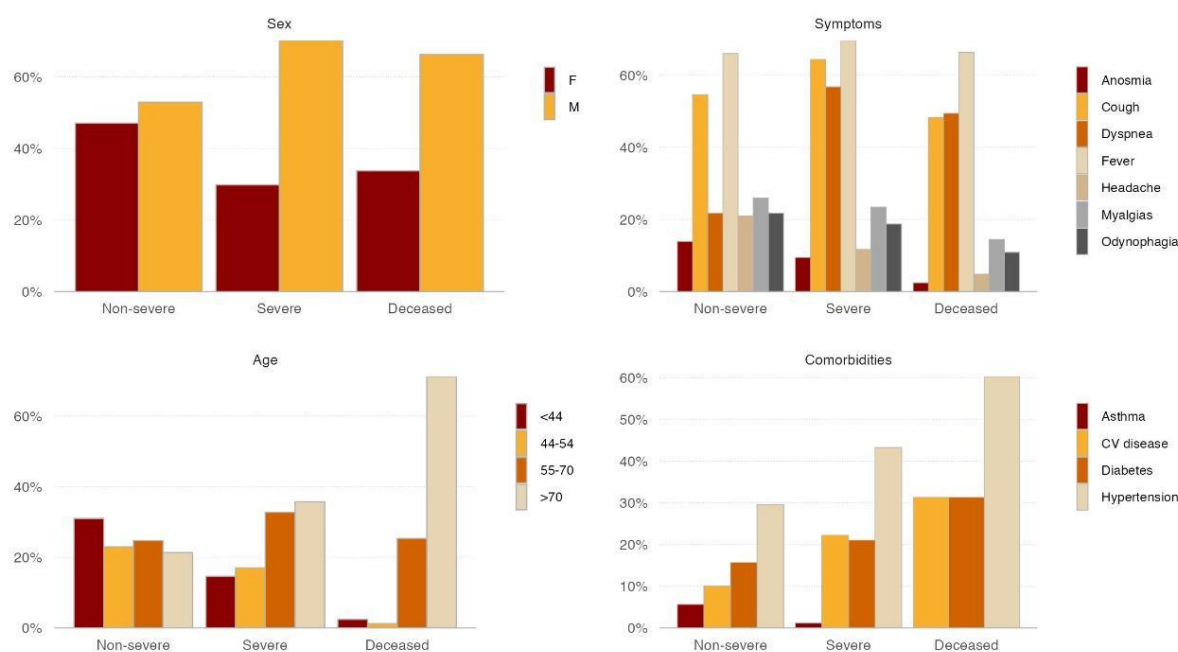 Sex
60%
40%
20%
0%
Non-severe Severe Deceased
F
M
Symptoms
60%
40%
20%
0%
Non-severe Severe Deceased
Anosmia
Cough
Dyspnea
Fever
Headache
Myalgias
Odynophagia
Age
60%
40%
20%
0%
Non-severe Severe Deceased
<44
44-54
55-70
>70
Comorbidities
60%
50%
40%
30%
20%
10%
0%
Non-severe Severe Deceased
Asthma
CV disease
Diabetes
Hypertension